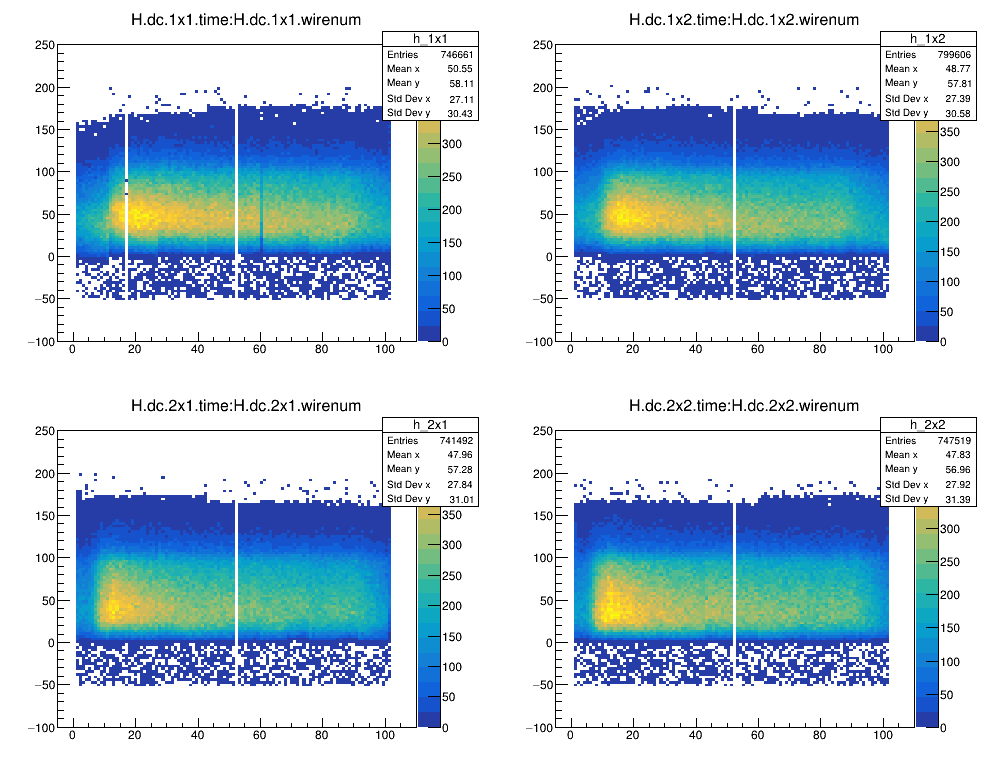 H.dc.1x1.time:H.dc.1x1.wirenum
h_1x1
Entries 746661
Mean x 50.55
Mean y 58.11
Std Dev x 27.11
Std Dev y 30.43
250
200
150
100
50
0
−50
−100
0 20 40 60 80 100
300
250
200
150
100
50
0
H.dc.1x2.time:H.dc.1x2.wirenum
h_1x2
Entries 799606
Mean x 48.77
Mean y 57.81
Std Dev x 27.39
Std Dev y 30.58
250
200
150
100
50
0
−50
−100
0 20 40 60 80 100
350
300
250
200
150
100
50
0
H.dc.2x1.time:H.dc.2x1.wirenum
h_2x1
Entries 741492
Mean x 47.96
Mean y 57.28
Std Dev x 27.84
Std Dev y 31.01
250
200
150
100
50
0
−50
−100
0 20 40 60 80 100
350
300
250
200
150
100
50
0
H.dc.2x2.time:H.dc.2x2.wirenum
h_2x2
Entries 747519
Mean x 47.83
Mean y 56.96
Std Dev x 27.92
Std Dev y 31.39
250
200
150
100
50
0
−50
−100
0 20 40 60 80 100
300
250
200
150
100
50
0